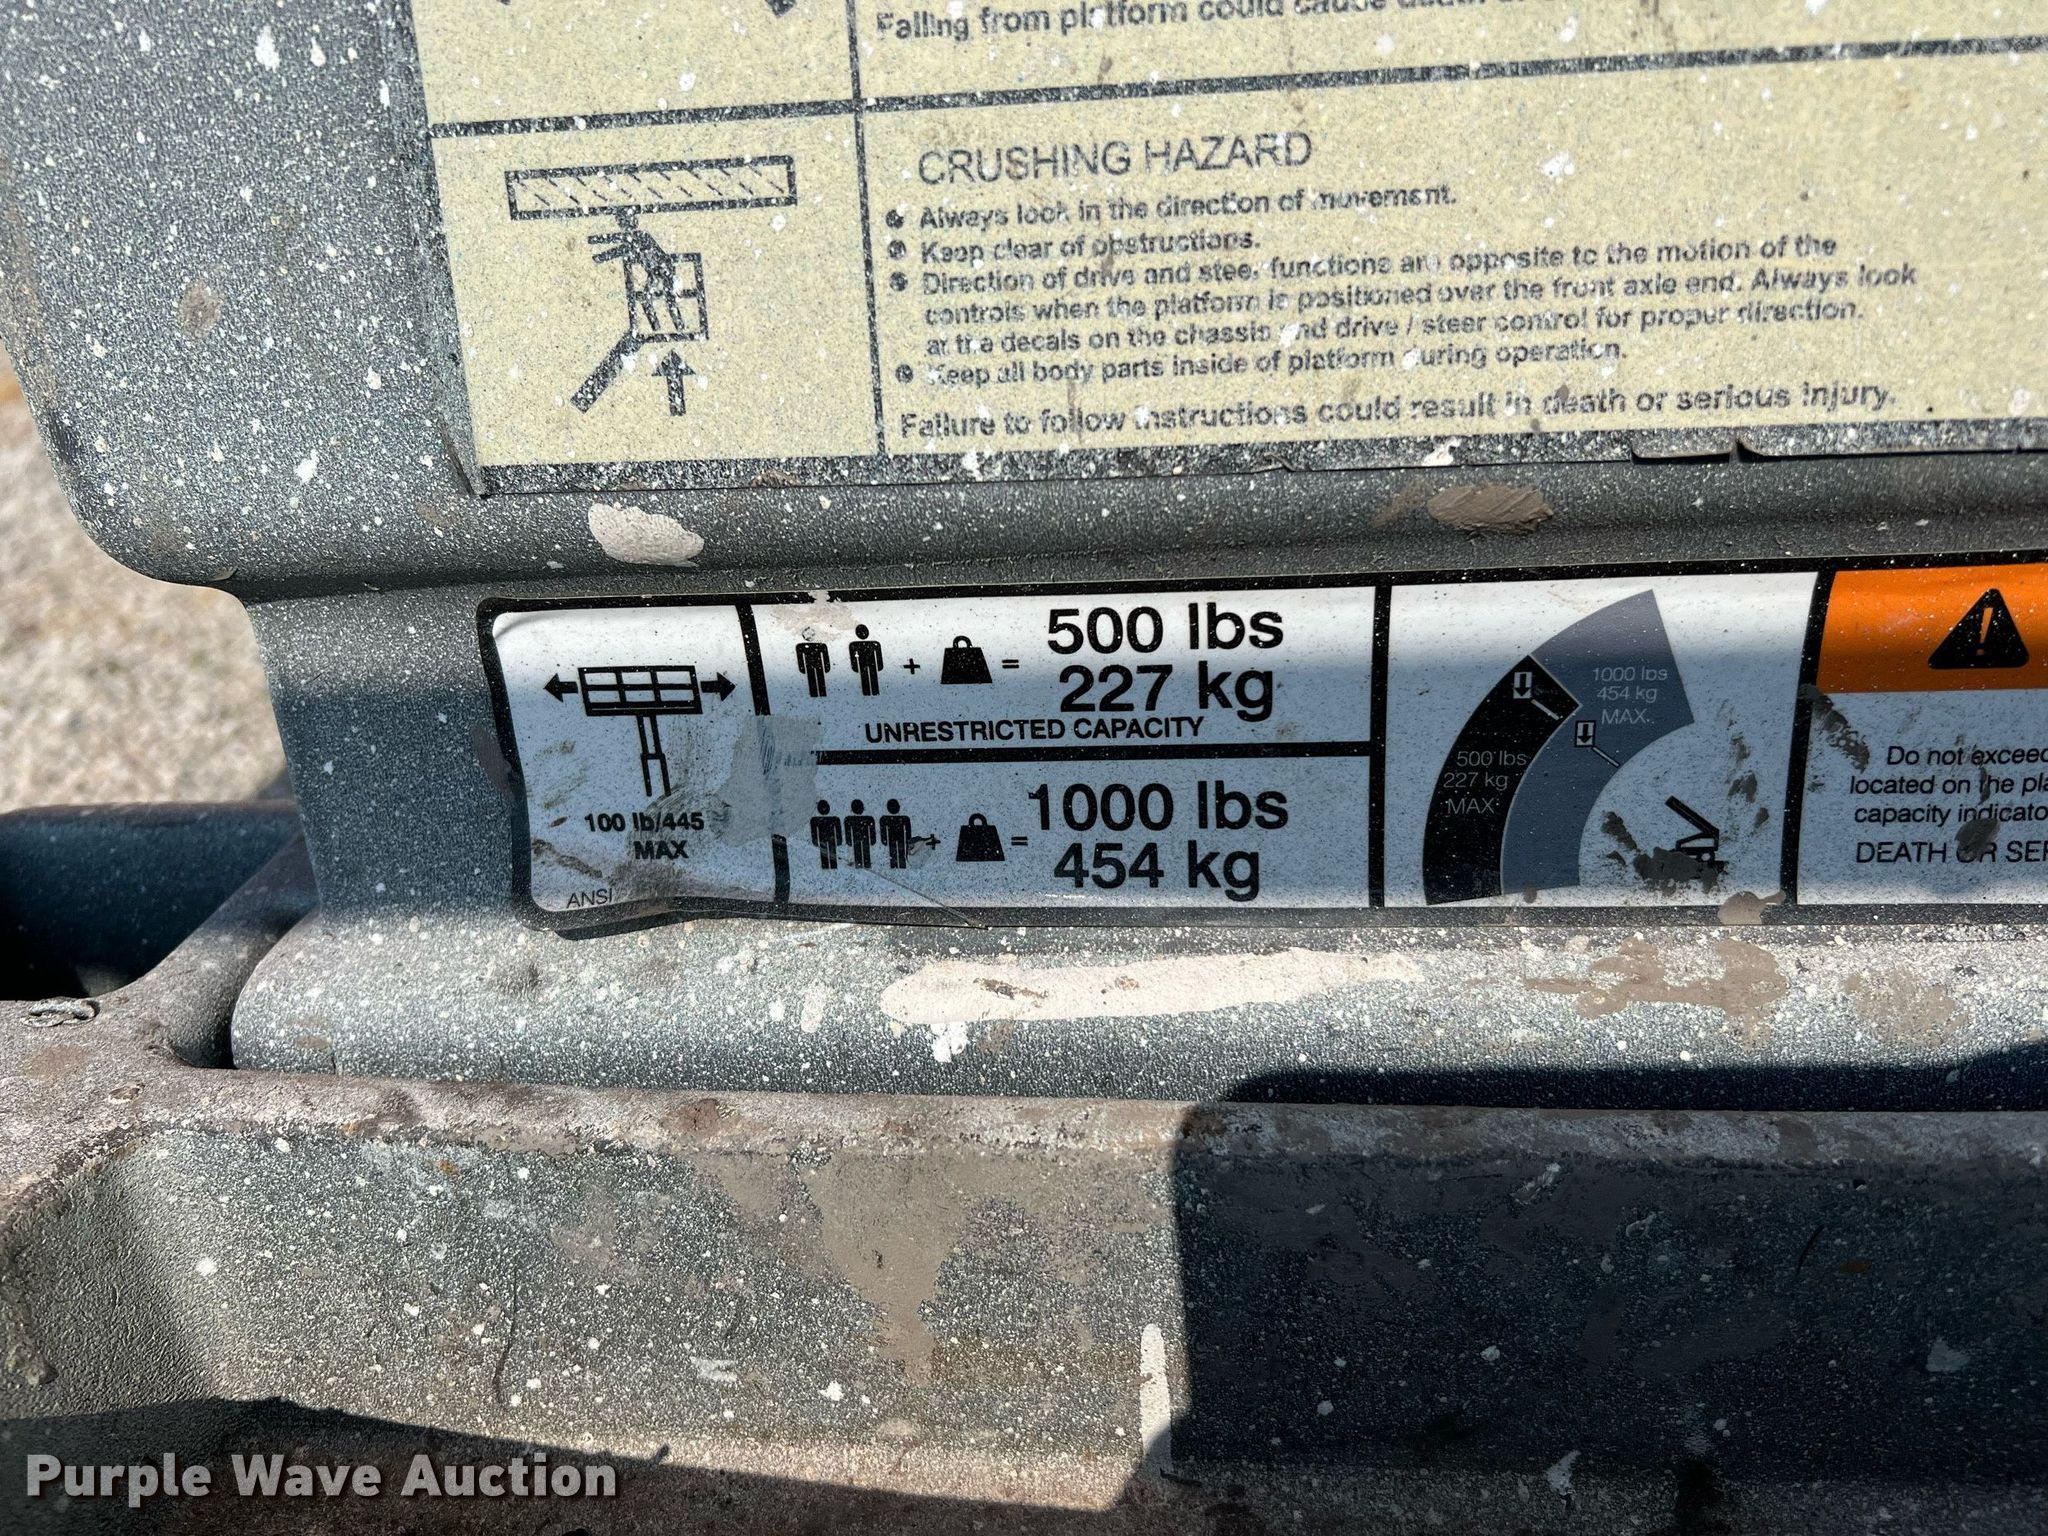 Falling from platform could cause death
CRUSHING HAZARD
Always look in the direction of movement.
Keep clear of obstructions.
Direction of drive and steer functions are opposite to the motion of the
controls when the platform is positioned over the front axle end. Always look
at the decals on the chassis and drive / steer control for proper direction.
Keep all body parts inside of platform during operation.
Failure to follow instructions could result in death or serious injury.
100 lb/445
MAX
ANSI
+ = 500 lbs
227 kg
UNRESTRICTED CAPACITY
+ = 1000 lbs
454 kg
1000 lbs
454 kg
MAX.
500 lbs
227 kg
MAX.
Do not exceed
located on the
capacity
DEATH OR
Purple Wave Auction